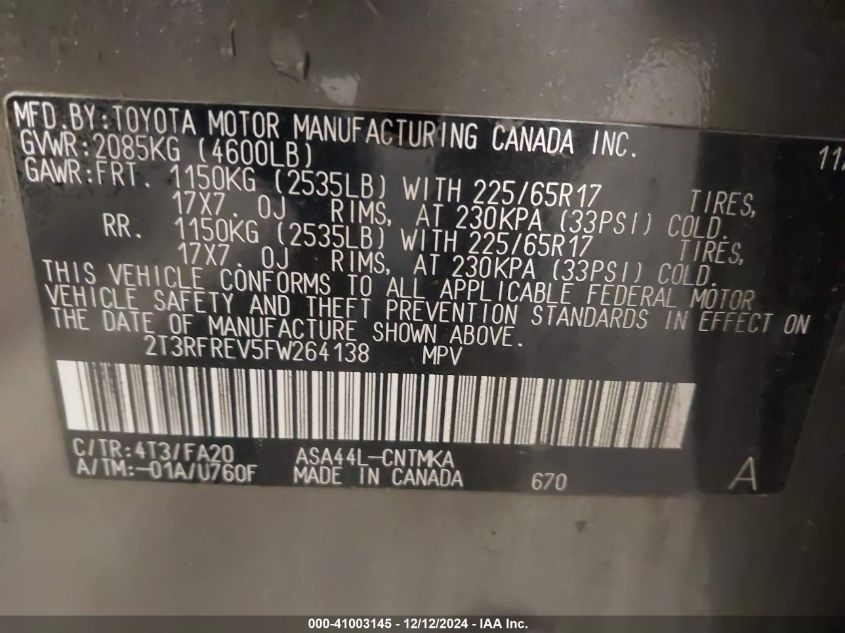 MFD.BY:TOYOTA MOTOR MANUFACTURING CANADA INC.
GVWR:2085KG (4600LB) 11/
GAWR:FRT. 1150KG (2535LB) WITH 225/65R17 TIRES,
17X7.0J RIMS, AT 230KPA (33PSI) COLD.
RR. 1150KG (2535LB) WITH 225/65R17 TIRES,
17X7.0J RIMS, AT 230KPA (33PSI) COLD.
THIS VEHICLE CONFORMS TO ALL APPLICABLE FEDERAL MOTOR
VEHICLE SAFETY AND THEFT PREVENTION STANDARDS IN EFFECT ON
THE DATE OF MANUFACTURE SHOWN ABOVE.
2T3RFREV5FW264138 MPV
C/TR:4T3/FA20 ASA44L-CNTMKA
A/TM:-01A/U760F MADE IN CANADA 670 A
000-41003145 - 12/12/2024 - IAA Inc.